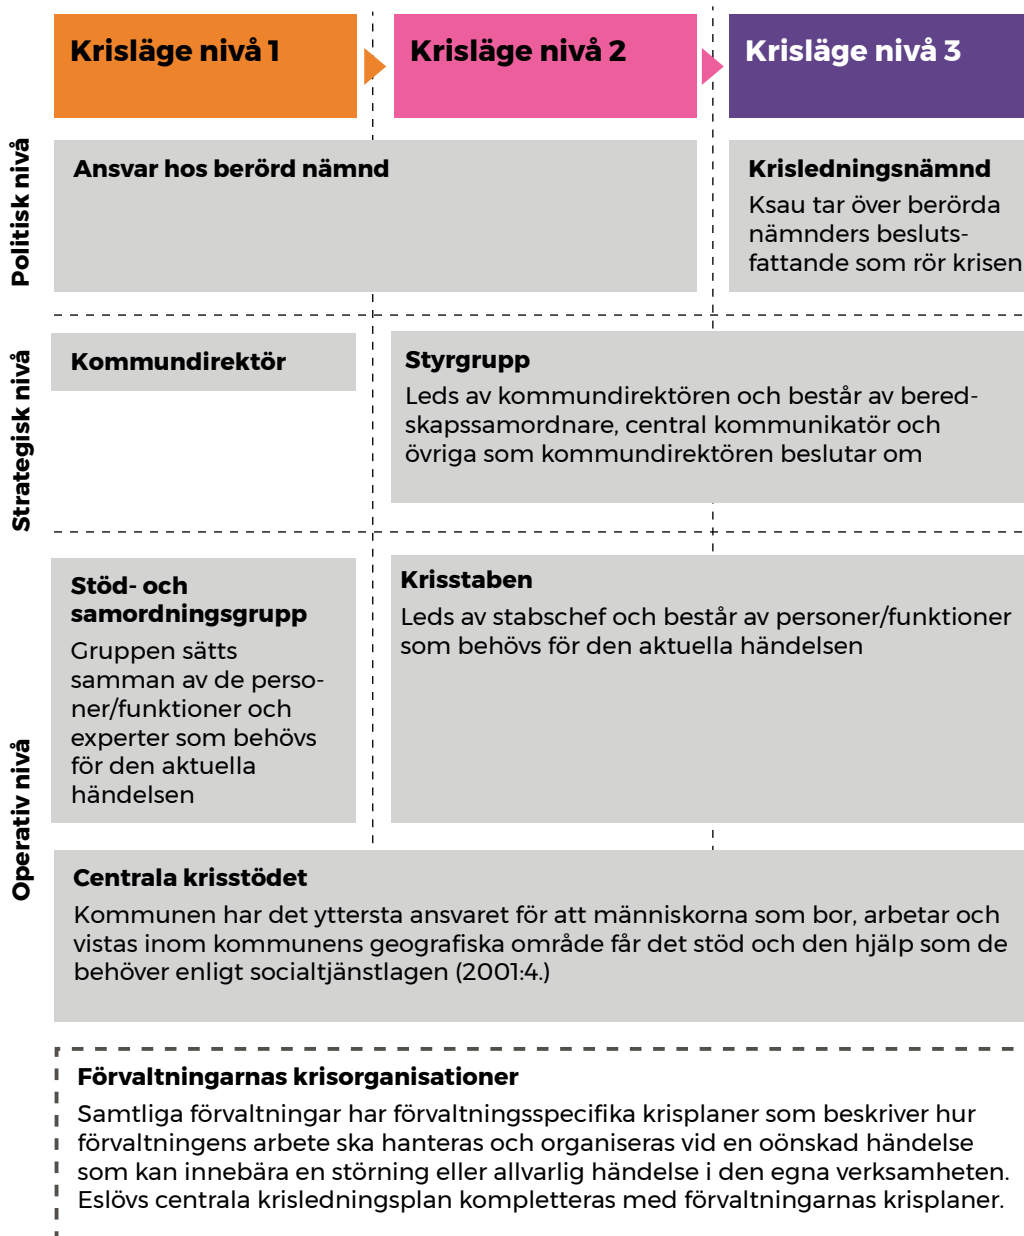 Krisläge nivå 1
Krisläge nivå 2
Krisläge nivå 3
Politisk nivå
Ansvar hos berörd nämnd
Krisledningsnämnd
Ksau tar över berörda
nämnders besluts-
fattande som rör krisen
Strategisk nivå
Kommundirektör
Styrgrupp
Leds av kommundirektören och består av bered-
skapssamordnare, central kommunikatör och
övriga som kommundirektören beslutar om
Operativ nivå
Stöd- och
samordningsgrupp
Gruppen sätts
samman av de perso-
ner/funktioner och
experter som behövs
för den aktuella
händelsen
Krisstaben
Leds av stabschef och består av personer/funktioner
som behövs för den aktuella händelsen
Centrala krisstödet
Kommunen har det yttersta ansvaret för att människorna som bor, arbetar och
vistas inom kommunens geografiska område får det stöd och den hjälp som de
behöver enligt socialtjänstlagen (2001:4.)
Förvaltningarnas krisorganisationer
Samtliga förvaltningar har förvaltningsspecifika krisplaner som beskriver hur
förvaltningens arbete ska hanteras och organiseras vid en oönskad händelse
som kan innebära en störning eller allvarlig händelse i den egna verksamheten.
Eslövs centrala krisledningsplan kompletteras med förvaltningarnas krisplaner.